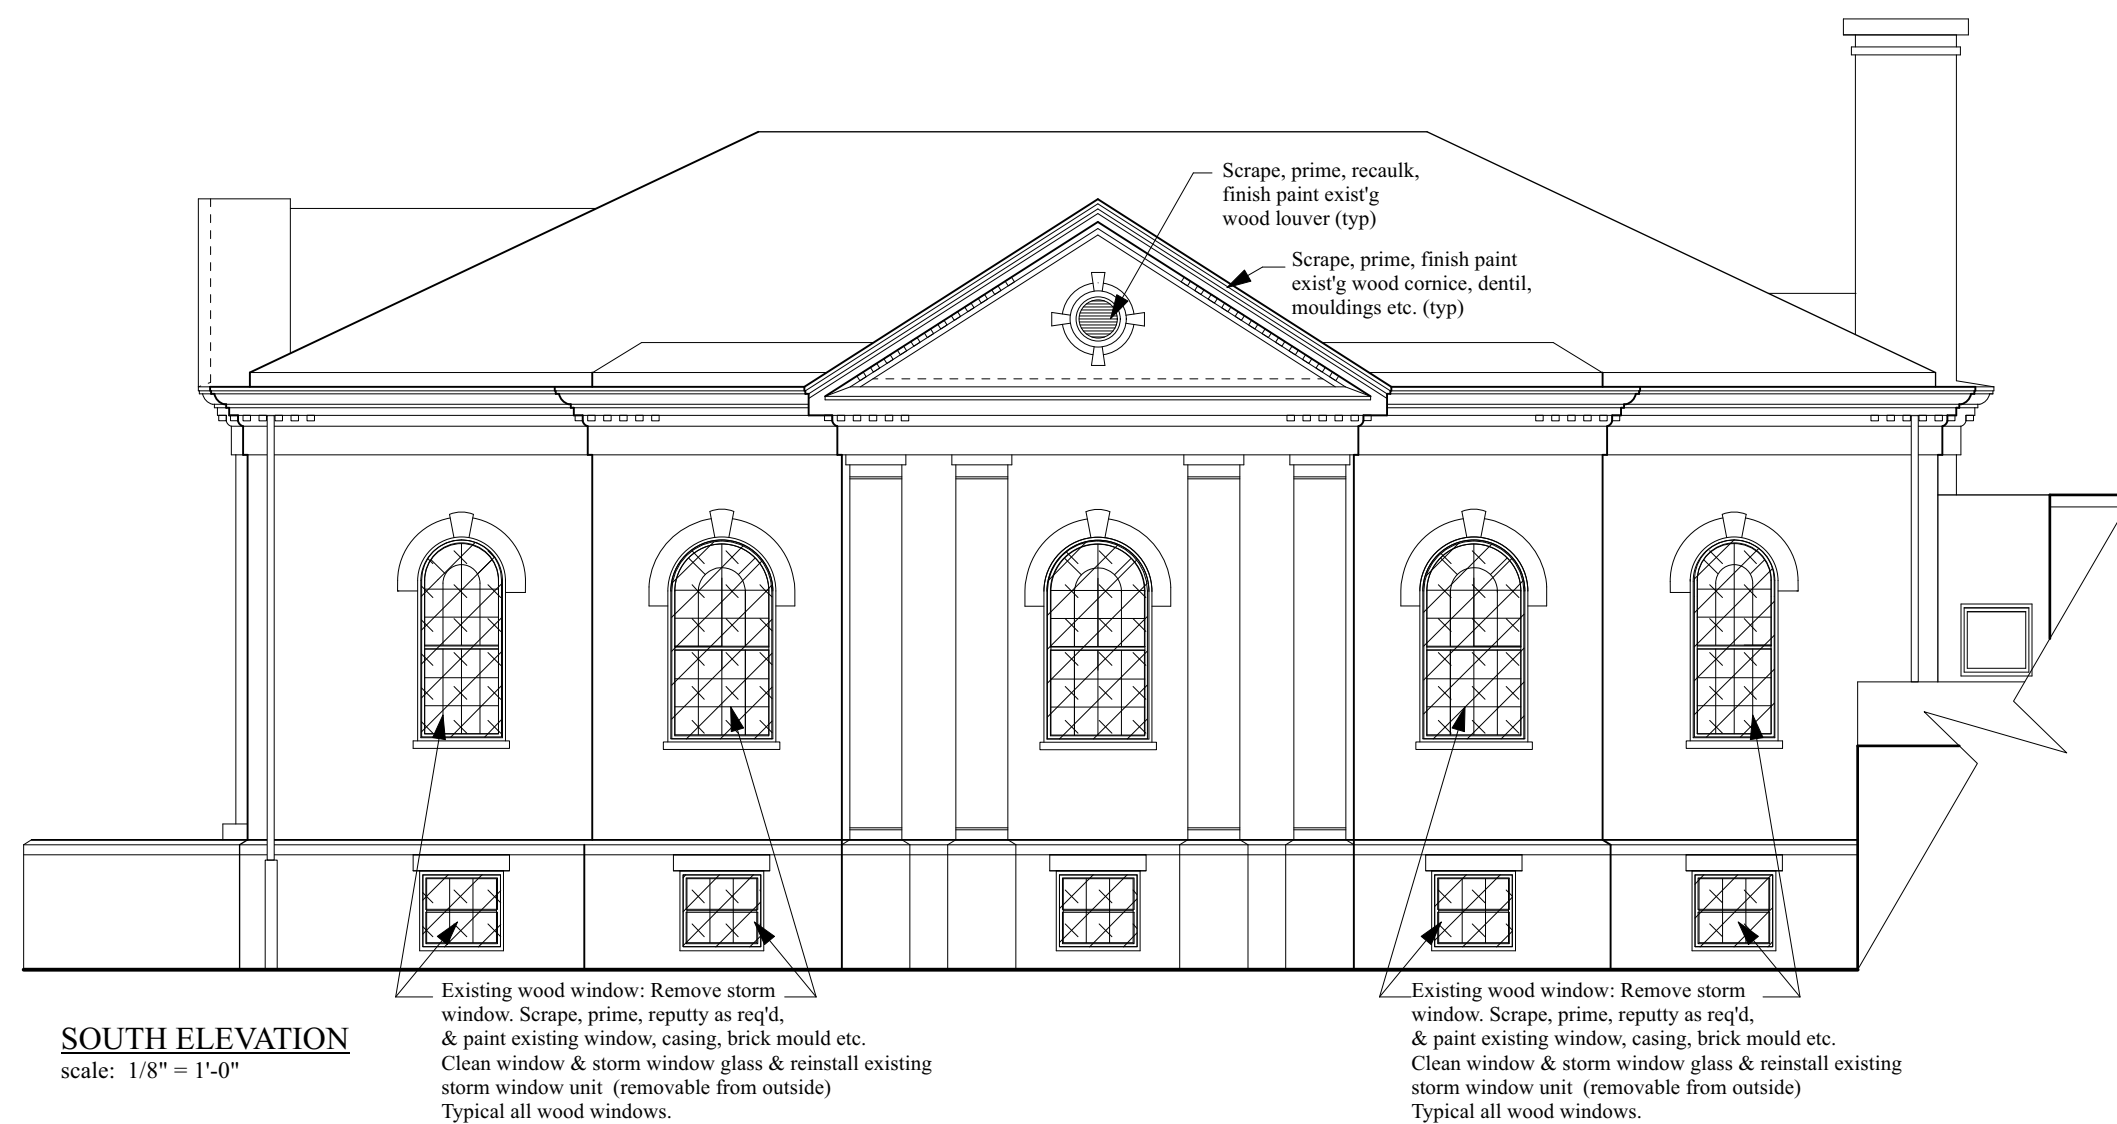 Scrape, prime, recaulk,
finish paint exist'g
wood louver (typ)
Scrape, prime, finish paint
exist'g wood cornice, dentil,
mouldings etc. (typ)
Existing wood window: Remove storm
window. Scrape, prime, reputty as req'd,
& paint existing window, casing, brick mould etc.
Clean window & storm window glass & reinstall existing
storm window unit  (removable from outside)
Typical all wood windows.
Existing wood window: Remove storm
window. Scrape, prime, reputty as req'd,
& paint existing window, casing, brick mould etc.
Clean window & storm window glass & reinstall existing
storm window unit  (removable from outside)
Typical all wood windows.
SOUTH ELEVATION
scale:  1/8" = 1'-0"